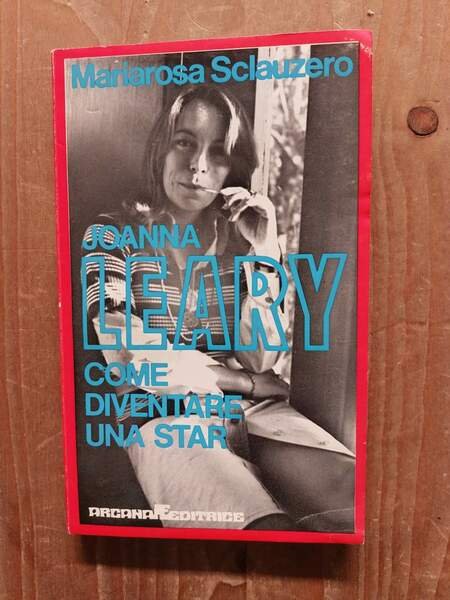 Mariarosa Sclauzero
JOANNA
LEARY
COME
DIVENTARE
UNA STAR
ARCANA Æ EDITRICE